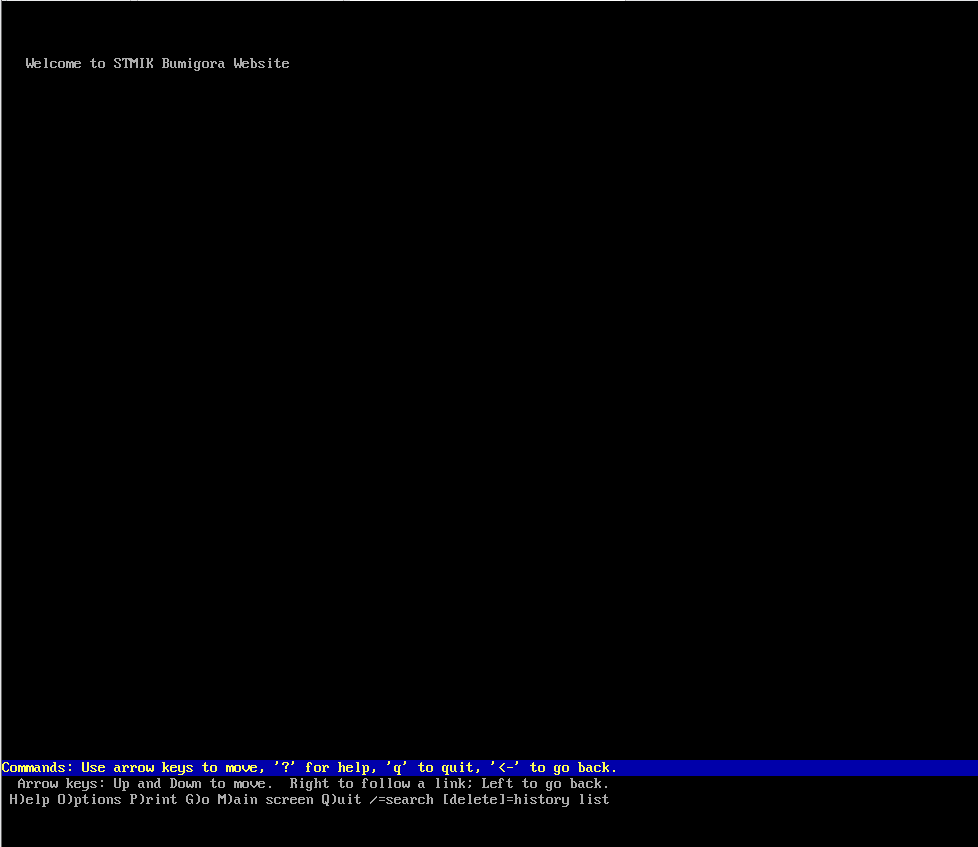 Welcome to STMIK Bumigora Website
Commands: Use arrow keys to move, '?' for help, 'q' to quit, '<-' to go back.
Arrow keys: Up and Down to move.  Right to follow a link; Left to go back.
H)elp O)ptions P)rint G)o M)ain screen Q)uit /=search [delete]=history list